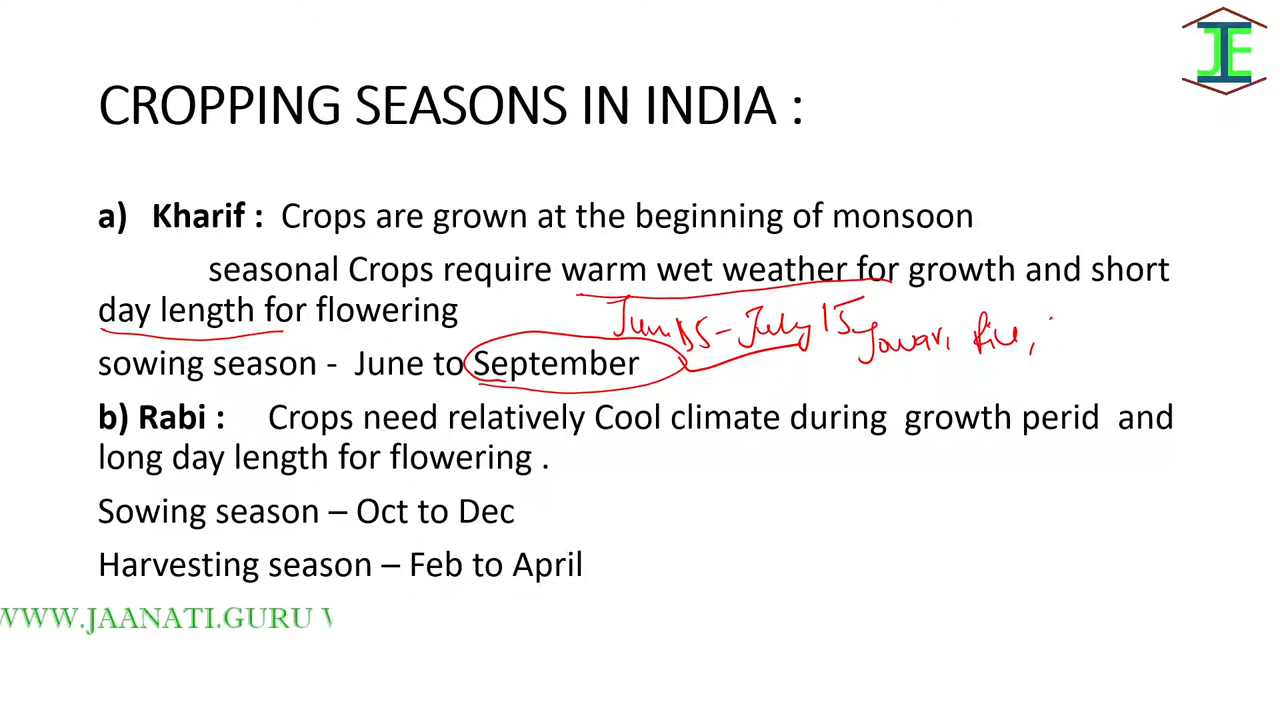 JE
CROPPING SEASONS IN INDIA :
a) Kharif : Crops are grown at the beginning of monsoon
seasonal Crops require warm wet weather for growth and short
day length for flowering
June 15 - July 15
Jowar, Rice,
sowing season - June to September
b) Rabi : Crops need relatively Cool climate during growth perid and
long day length for flowering .
Sowing season – Oct to Dec
Harvesting season – Feb to April
WWW.JAANATI.GURU